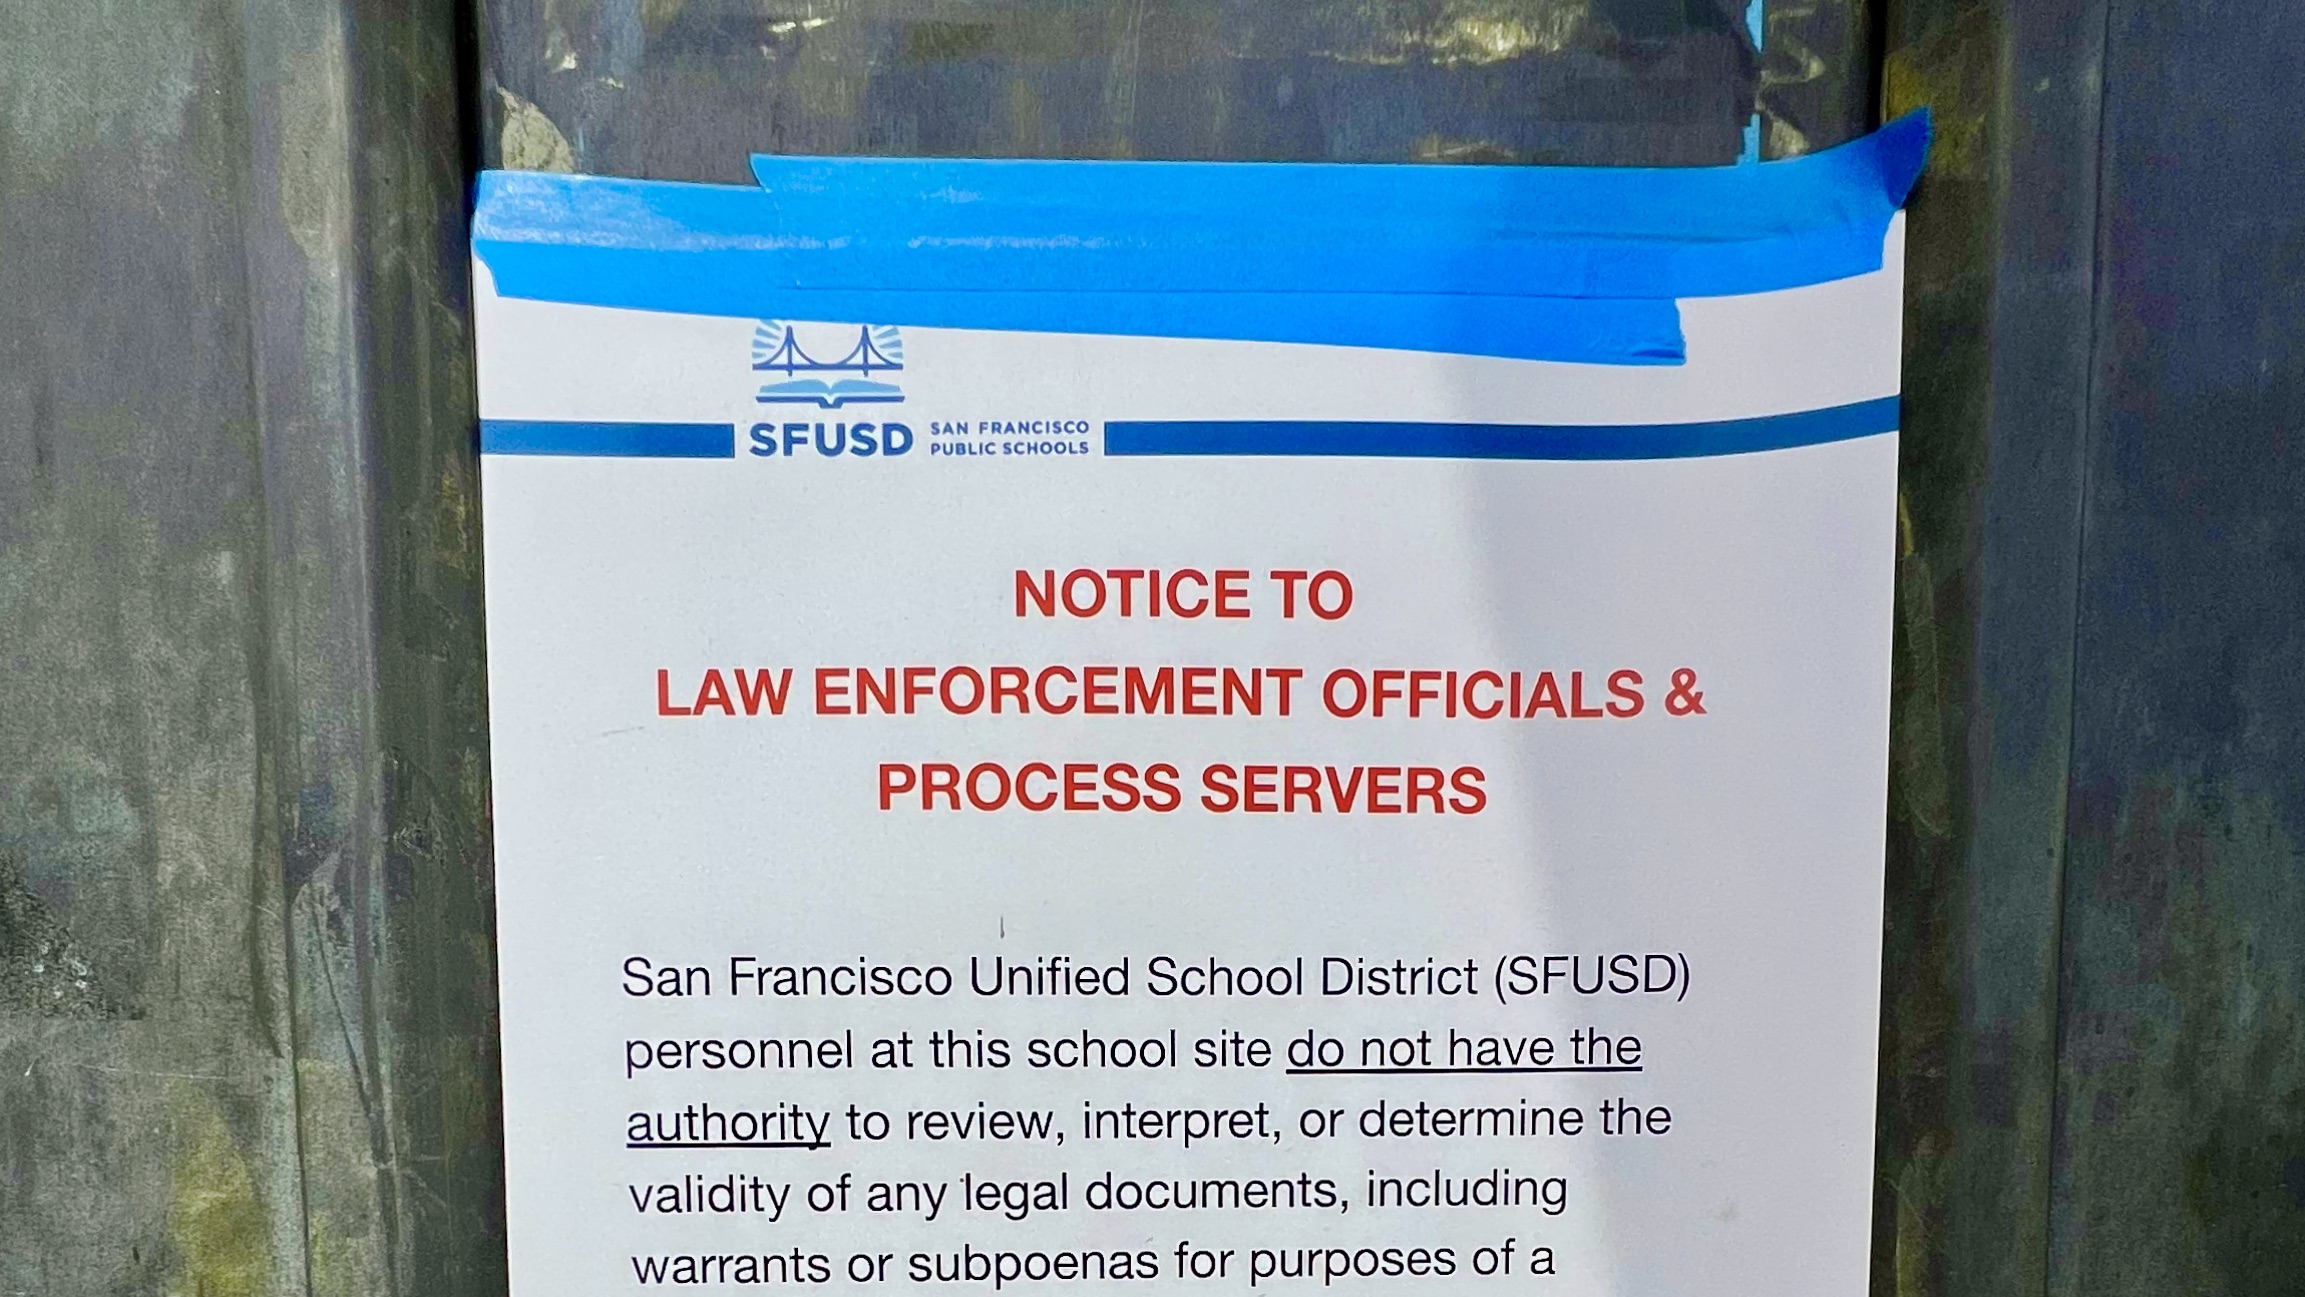 SFUSD
SAN FRANCISCO
PUBLIC SCHOOLS
NOTICE TO
LAW ENFORCEMENT OFFICIALS &
PROCESS SERVERS
San Francisco Unified School District (SFUSD)
personnel at this school site do not have the
authority to review, interpret, or determine the
validity of any legal documents, including
warrants or subpoenas for purposes of a